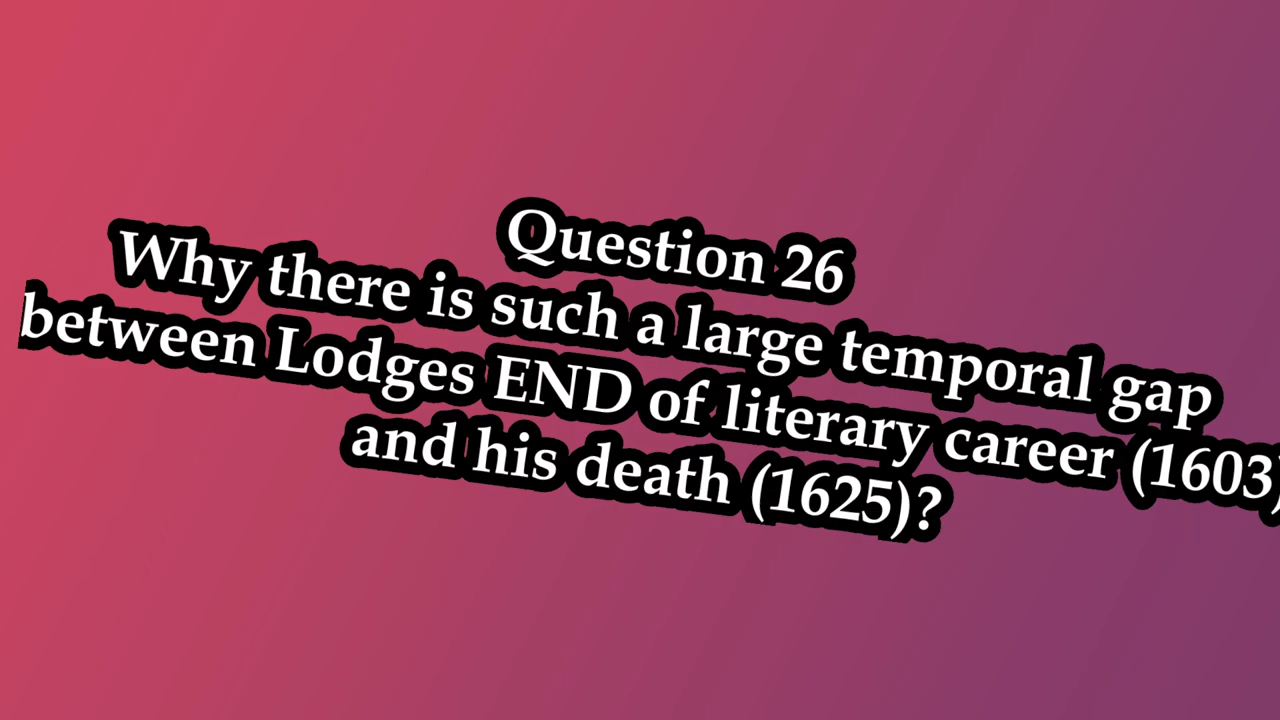 Question 26
Why there is such a large temporal gap
between Lodges END of literary career (1603)
and his death (1625)?